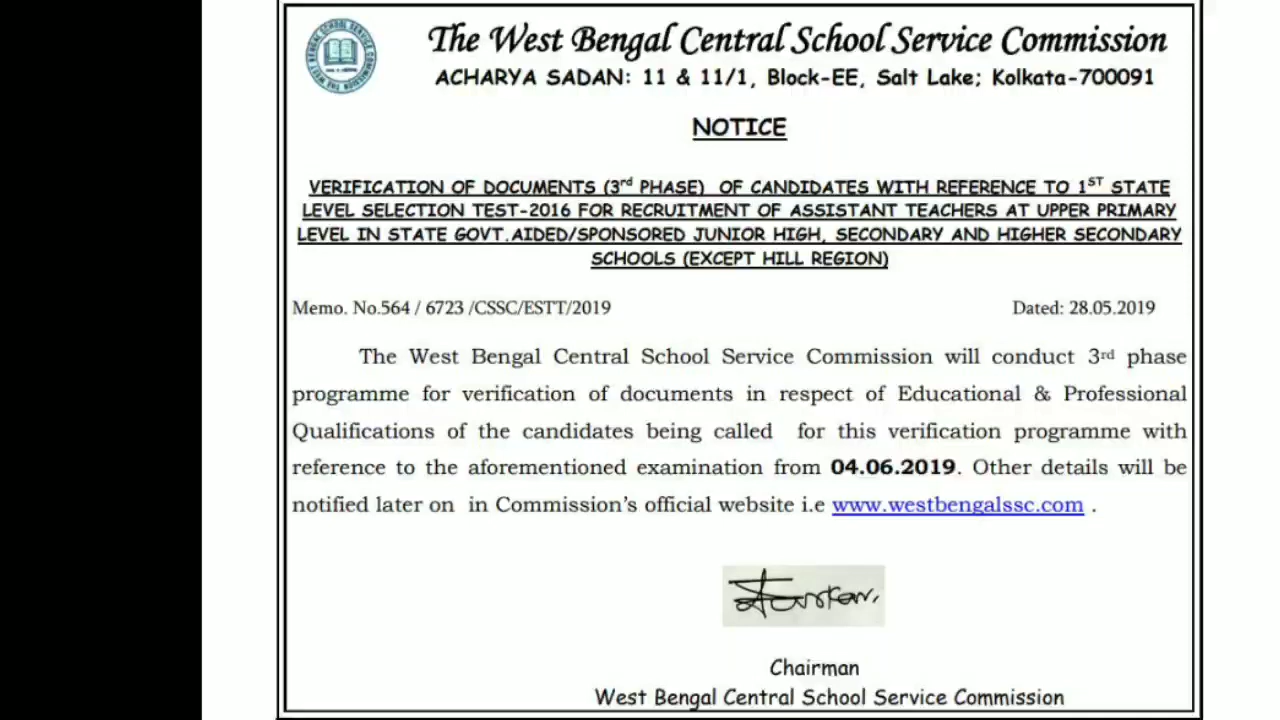 The West Bengal Central School Service Commission
ACHARYA SADAN: 11 & 11/1, Block-EE, Salt Lake; Kolkata-700091
NOTICE
VERIFICATION OF DOCUMENTS (3rd PHASE) OF CANDIDATES WITH REFERENCE TO 1ST STATE
LEVEL SELECTION TEST-2016 FOR RECRUITMENT OF ASSISTANT TEACHERS AT UPPER PRIMARY
LEVEL IN STATE GOVT.AIDED/SPONSORED JUNIOR HIGH, SECONDARY AND HIGHER SECONDARY
SCHOOLS (EXCEPT HILL REGION)
Memo. No.564 / 6723 /CSSC/ESTT/2019 Dated: 28.05.2019
The West Bengal Central School Service Commission will conduct 3rd phase
programme for verification of documents in respect of Educational & Professional
Qualifications of the candidates being called for this verification programme with
reference to the aforementioned examination from 04.06.2019. Other details will be
notified later on in Commission's official website i.e www.westbengalssc.com .
Chairman
West Bengal Central School Service Commission